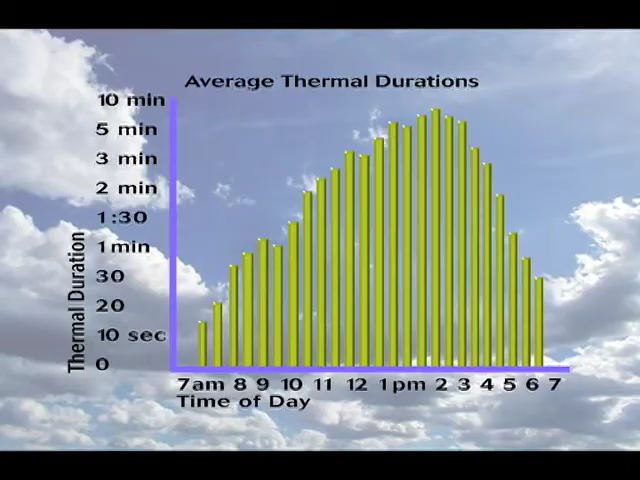 Average Thermal Durations
10 min
5 min
3 min
2 min
1:30
1 min
30
20
10 sec
0
Thermal Duration
7am 8 9 10 11 12 1pm 2 3 4 5 6 7
Time of Day